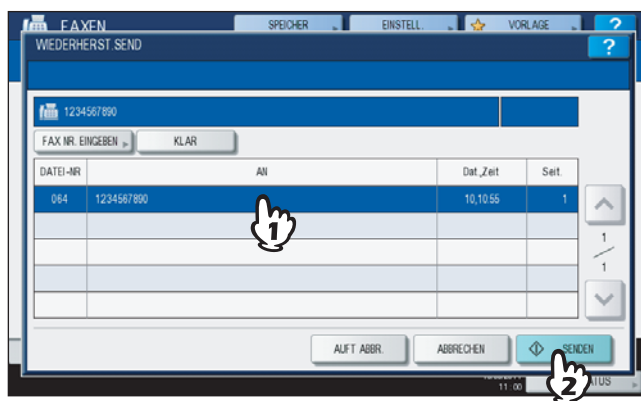 FAXEN SPEICHER EINSTELL. VORLAGE ?
WIEDERHERST.SEND ?
1234567890
FAX NR. EINGEBEN KLAR
DATEI-NR AN Dat.,Zeit Seit.
064 1234567890 10,10:55 1
1
1
1
AUFT ABBR. ABBRECHEN SENDEN
2
11:00